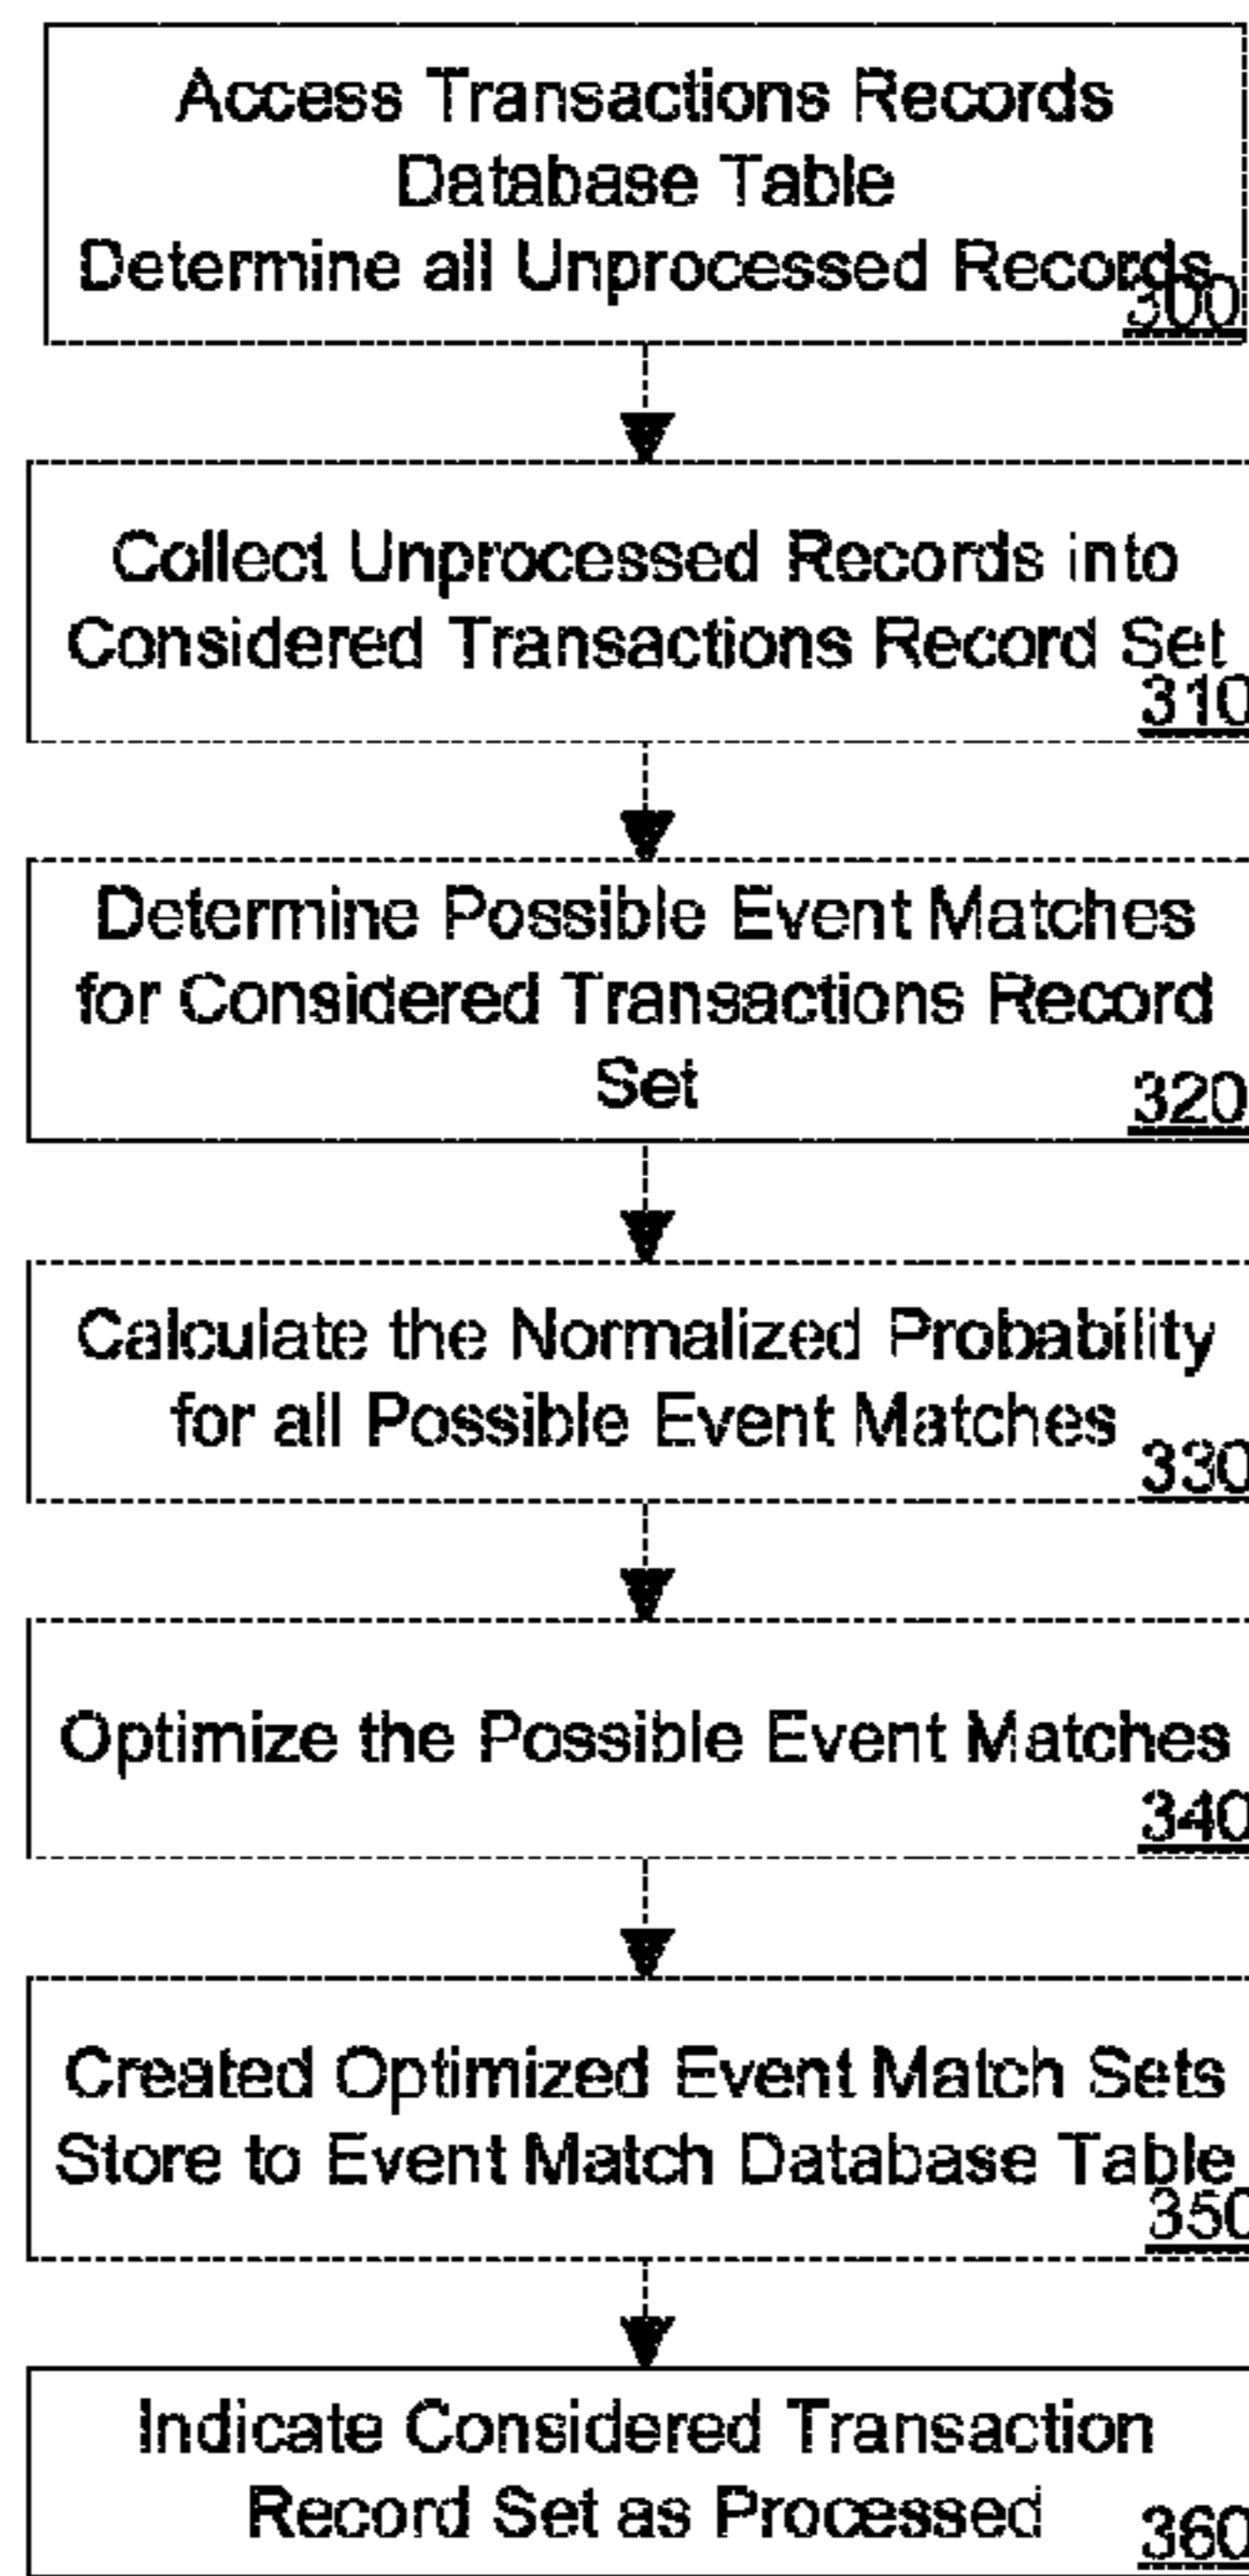 Access Transactions Records
Database Table
Determine all Unprocessed Records
300
Collect Unprocessed Records into
Considered Transactions Record Set
310
Determine Possible Event Matches
for Considered Transactions Record
Set
320
Calculate the Normalized Probability
for all Possible Event Matches
330
Optimize the Possible Event Matches
340
Created Optimized Event Match Sets
Store to Event Match Database Table
350
Indicate Considered Transaction
Record Set as Processed
360